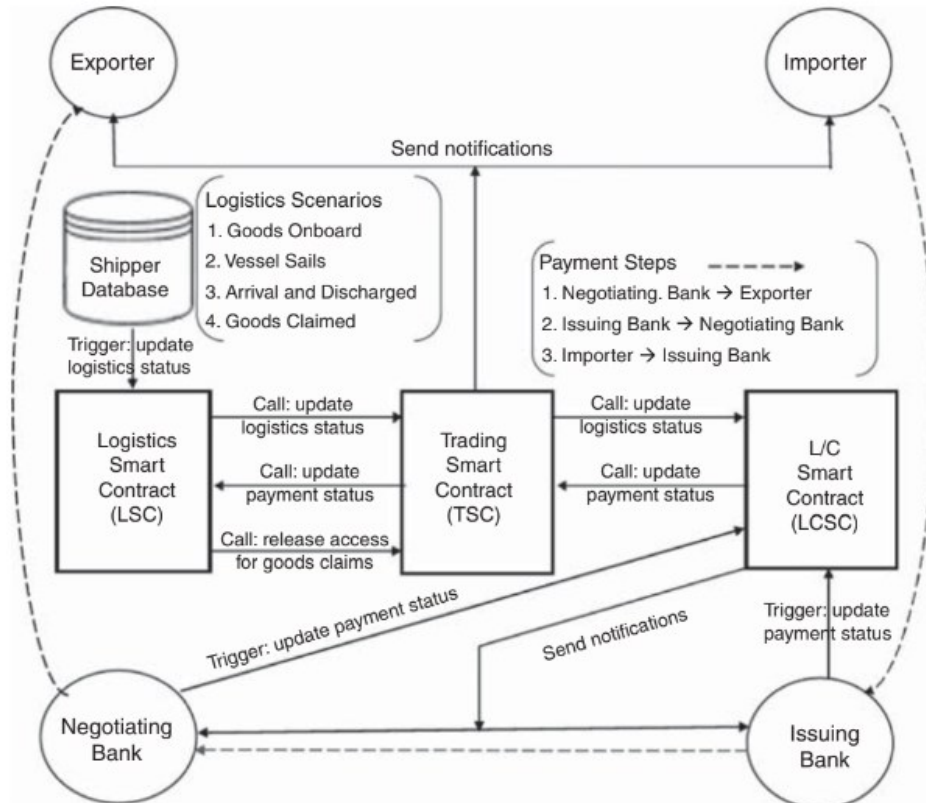 Exporter
Importer
Send notifications
Shipper
Database
Logistics Scenarios
1. Goods Onboard
2. Vessel Sails
3. Arrival and Discharged
4. Goods Claimed
Payment Steps
1. Negotiating. Bank → Exporter
2. Issuing Bank → Negotiating Bank
3. Importer → Issuing Bank
Trigger: update
logistics status
Logistics
Smart
Contract
(LSC)
Call: update
logistics status
Call: update
payment status
Call: release access
for goods claims
Trading
Smart
Contract
(TSC)
Call: update
logistics status
Call: update
payment status
L/C
Smart
Contract
(LCSC)
Trigger: update payment status
Send notifications
Trigger: update
payment status
Negotiating
Bank
Issuing
Bank